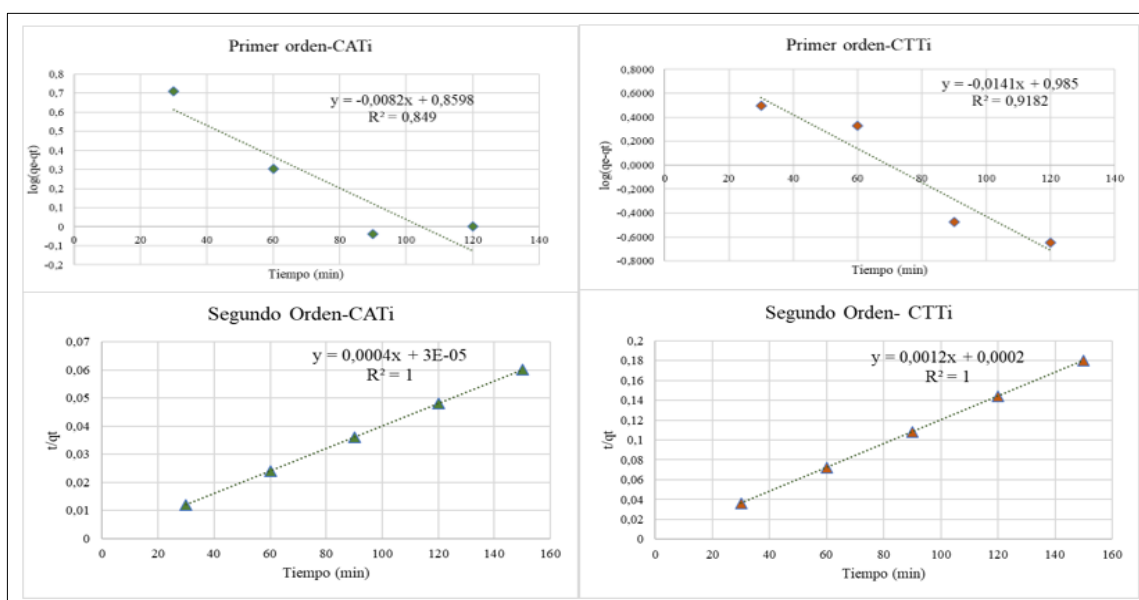 Primer orden-CATi
y = -0,0082x + 0,8598
R² = 0,849
log(qe-qt)
0,8
0,7
0,6
0,5
0,4
0,3
0,2
0,1
0
-0,1
-0,2
0 20 40 60 80 100 120 140
Tiempo (min)
Primer orden-CTTi
y = -0,0141x + 0,985
R² = 0,9182
log(qe-qt)
0,8000
0,6000
0,4000
0,2000
0,0000
-0,2000
-0,4000
-0,6000
-0,8000
0 20 40 60 80 100 120 140
Tiempo (min)
Segundo Orden-CATi
y = 0,0004x + 3E-05
R² = 1
t/qt
0,07
0,06
0,05
0,04
0,03
0,02
0,01
0
0 20 40 60 80 100 120 140 160
Tiempo (min)
Segundo Orden- CTTi
y = 0,0012x + 0,0002
R² = 1
t/qt
0,2
0,18
0,16
0,14
0,12
0,1
0,08
0,06
0,04
0,02
0
0 20 40 60 80 100 120 140 160
Tiempo (min)